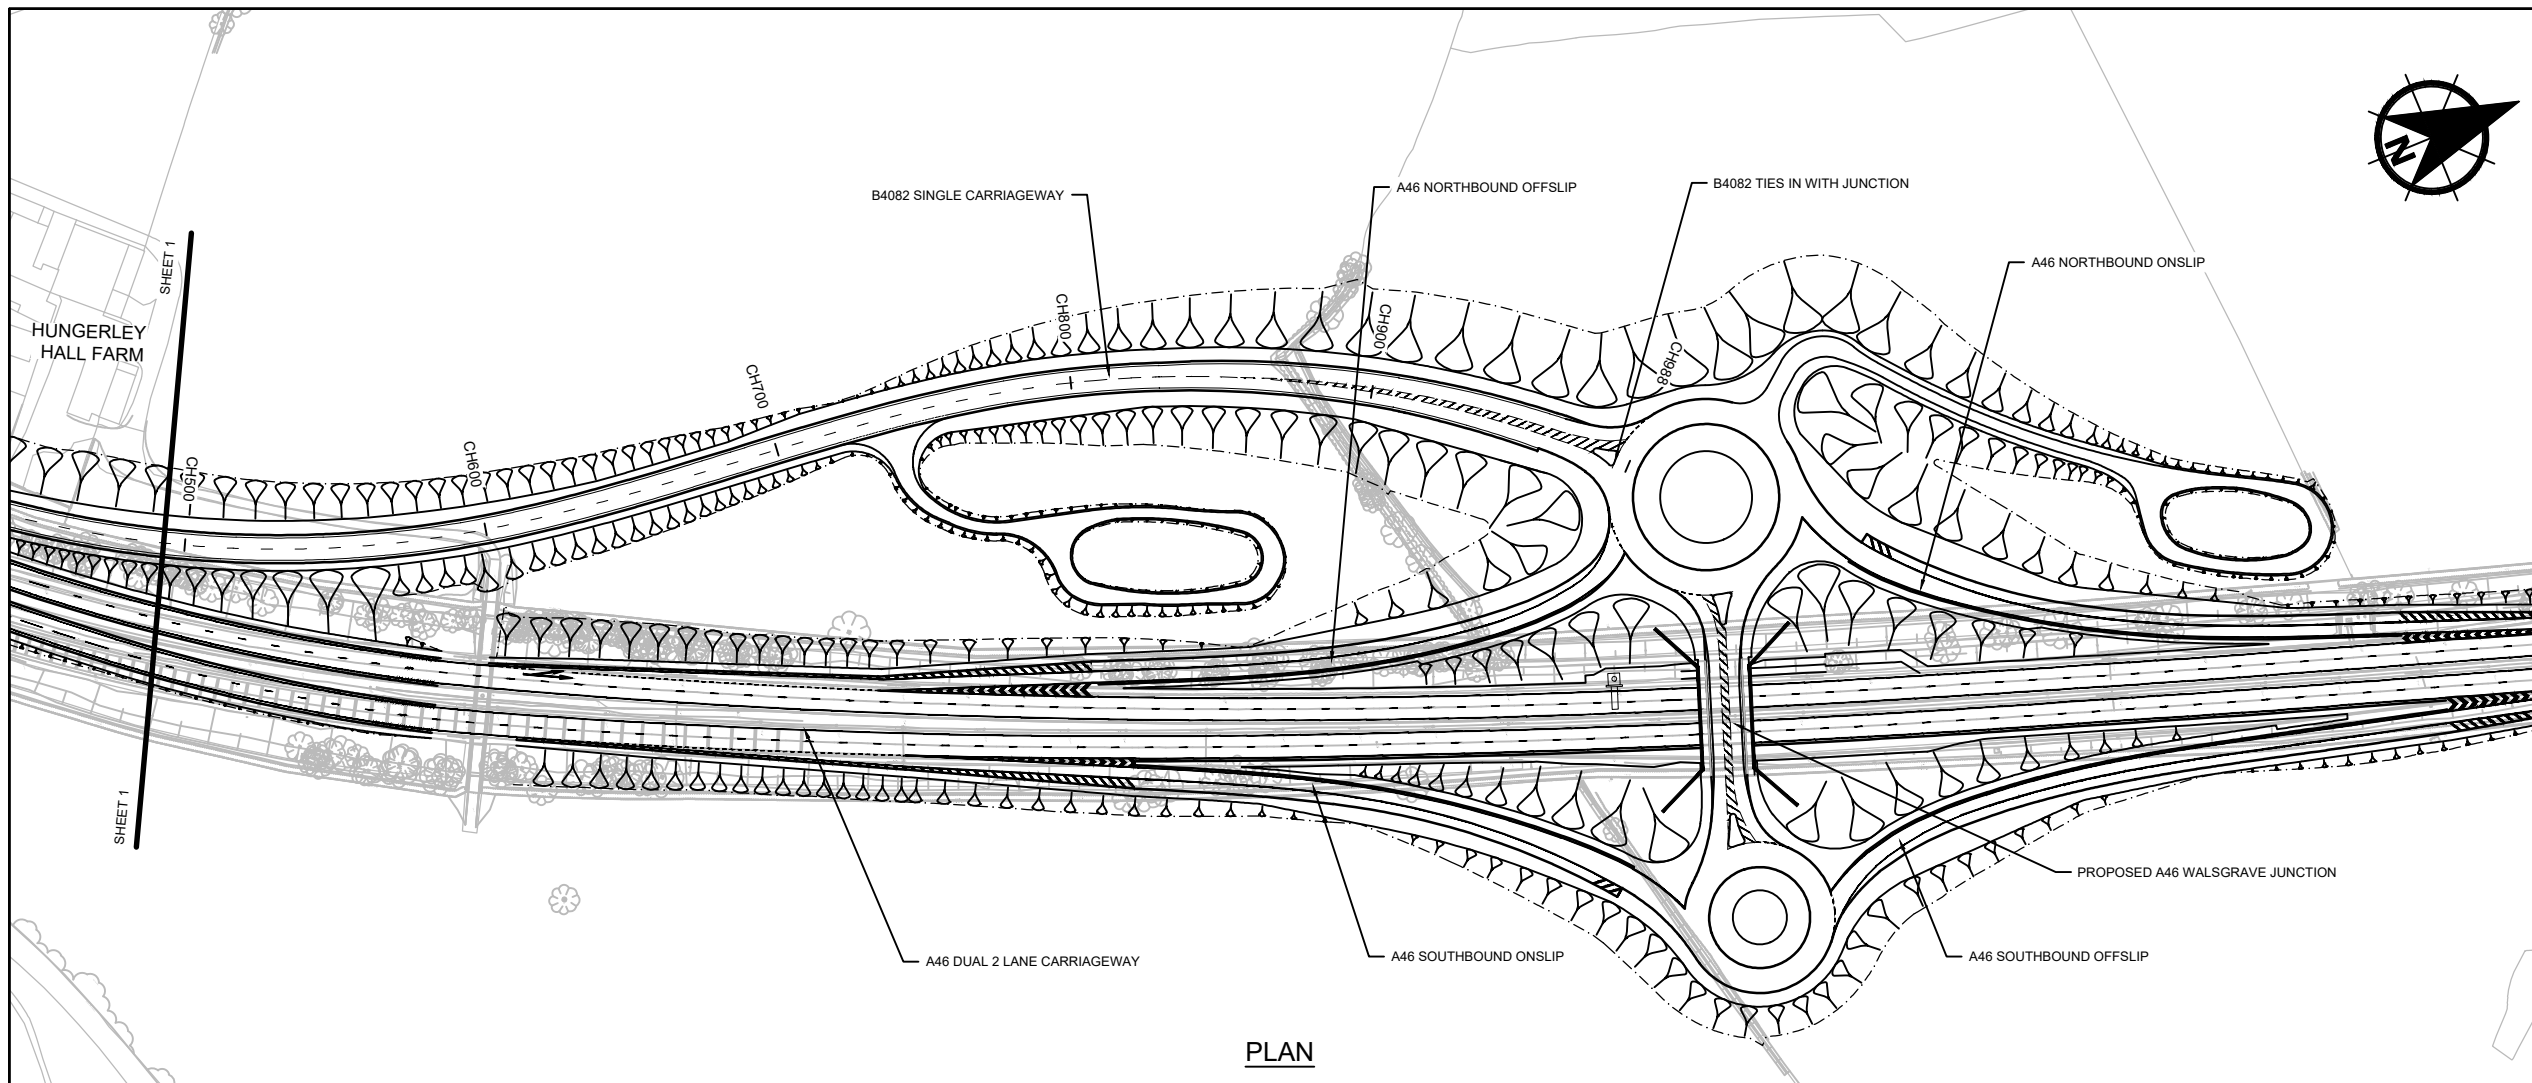 B4082 SINGLE CARRIAGEWAY
A46 NORTHBOUND OFFSLIP
B4082 TIES IN WITH JUNCTION
A46 NORTHBOUND ONSLIP
N
SHEET 1
HUNGERLEY
HALL FARM
CH500
CH600
CH700
CH800
CH900
CH988
SHEET 1
A46 DUAL 2 LANE CARRIAGEWAY
A46 SOUTHBOUND ONSLIP
PROPOSED A46 WALSGRAVE JUNCTION
A46 SOUTHBOUND OFFSLIP
PLAN